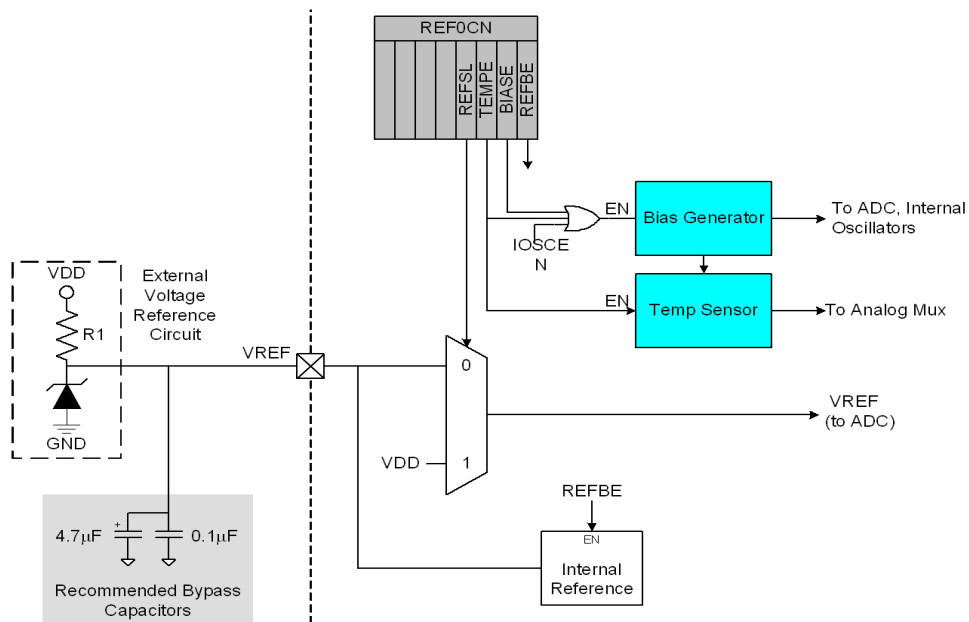 REF0CN
REFSL
TEMPE
BIASE
REFBE
EN
Bias Generator
To ADC, Internal
Oscillators
IOSCE
N
EN
Temp Sensor
To Analog Mux
VDD
R1
GND
External
Voltage
Reference
Circuit
VREF
0
VDD
1
VREF
(to ADC)
REFBE
EN
Internal
Reference
+
4.7µF
0.1µF
Recommended Bypass
Capacitors